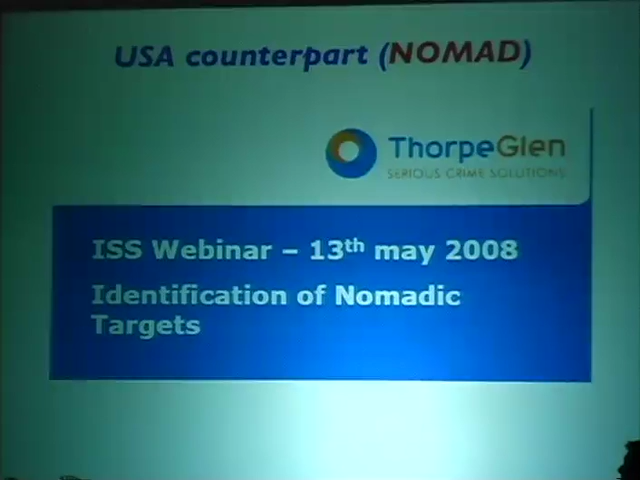 USA counterpart (NOMAD)
ThorpeGlen
SERIOUS CRIME SOLUTIONS
ISS Webinar – 13th may 2008
Identification of Nomadic
Targets